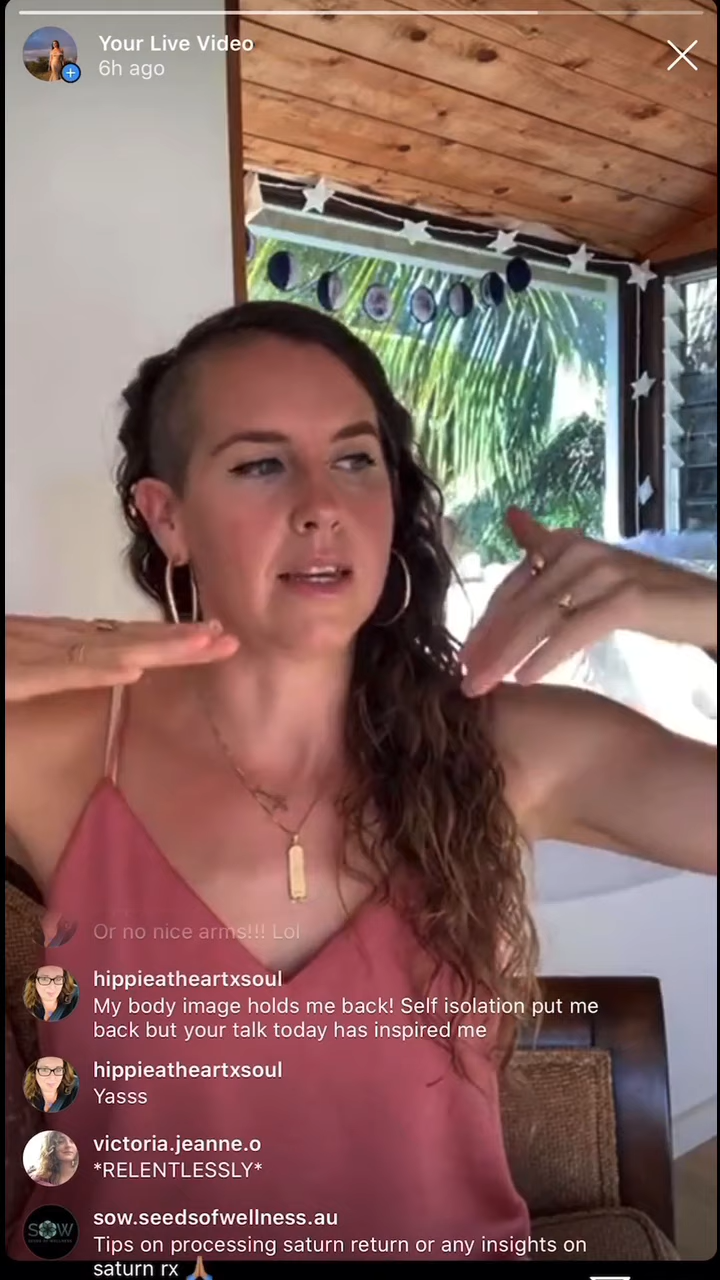 Your Live Video
6h ago
Or no nice arms!!! Lol
hippieatheartxsoul
My body image holds me back! Self isolation put me
back but your talk today has inspired me
hippieatheartxsoul
Yasss
victoria.jeanne.o
*RELENTLESSLY*
SOW
sow.seedsofwellness.au
Tips on processing saturn return or any insights on
saturn rx 🙏